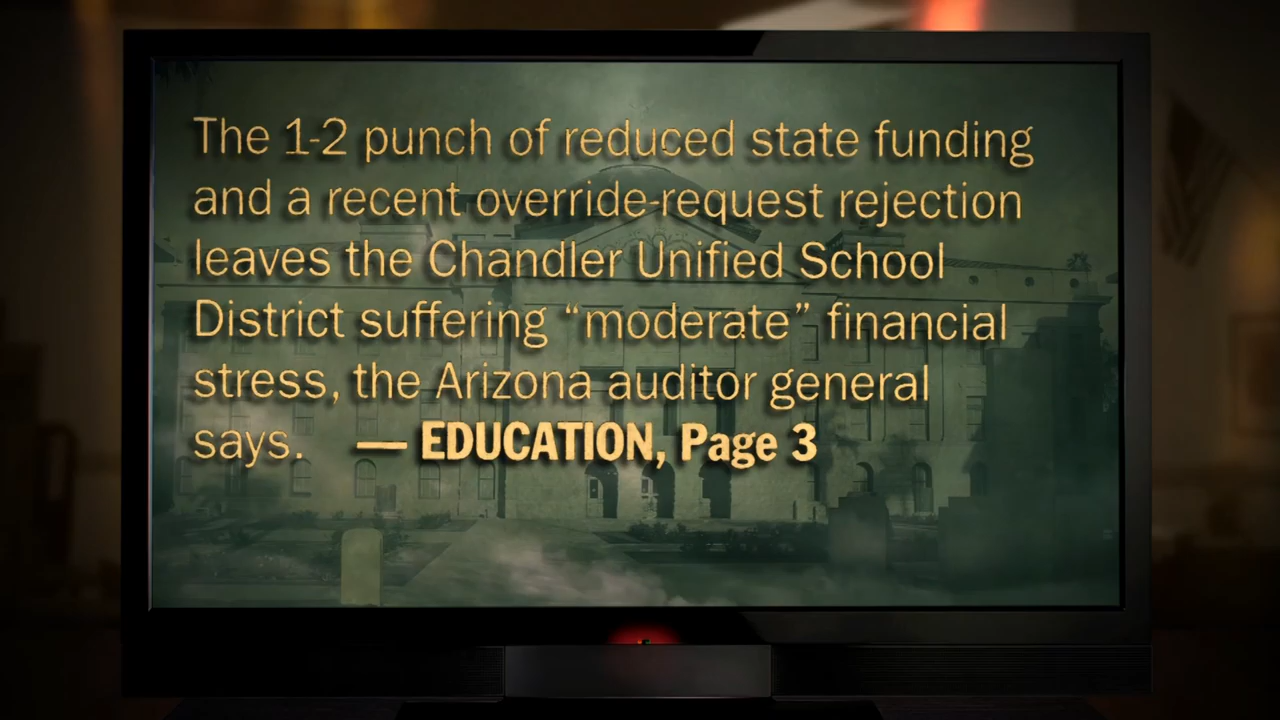 The 1-2 punch of reduced state funding
and a recent override-request rejection
leaves the Chandler Unified School
District suffering “moderate” financial
stress, the Arizona auditor general
says. — EDUCATION, Page 3